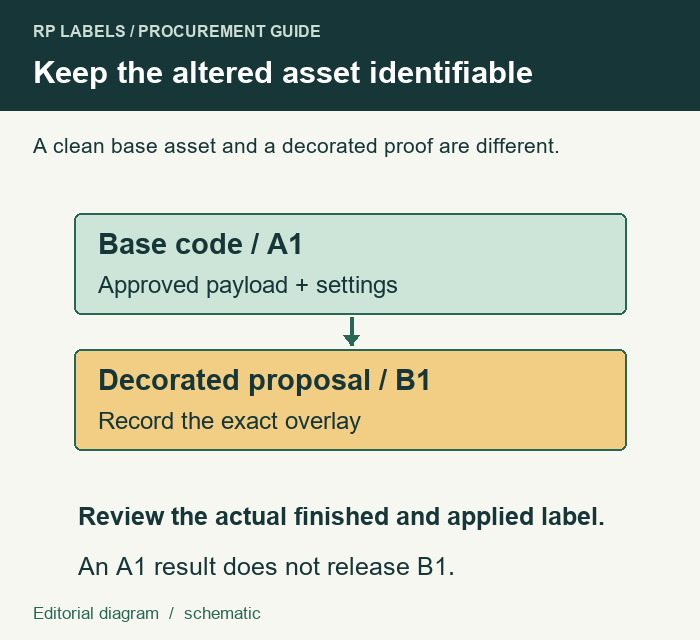 RP LABELS / PROCUREMENT GUIDE
Keep the altered asset identifiable
A clean base asset and a decorated proof are different.
Base code / A1
Approved payload + settings
Decorated proposal / B1
Record the exact overlay
Review the actual finished and applied label.
An A1 result does not release B1.
Editorial diagram / schematic